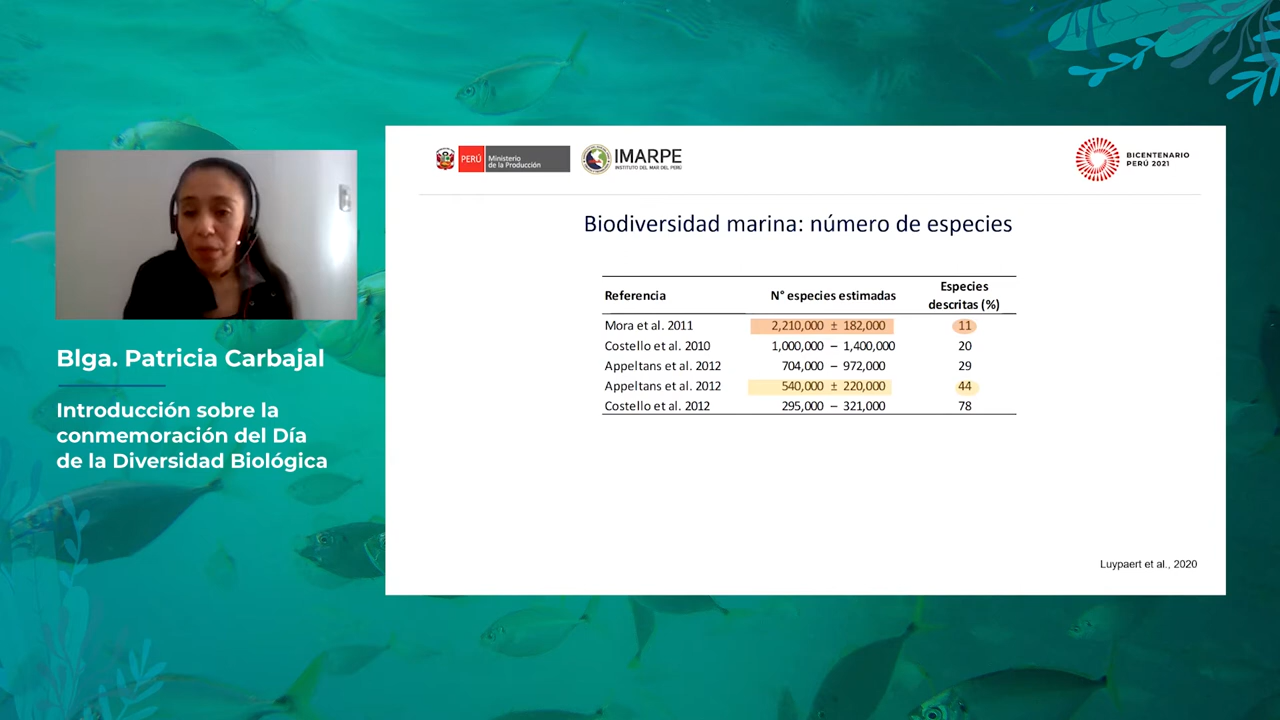 Blga. Patricia Carbajal
Introducción sobre la
conmemoración del Día
de la Diversidad Biológica
PERÚ
Ministerio
de la Producción
IMARPE
INSTITUTO DEL MAR DEL PERÚ
BICENTENARIO
PERÚ 2021
Biodiversidad marina: número de especies
Referencia N° especies estimadas Especies descritas (%)
Mora et al. 2011 2,210,000 ± 182,000 11
Costello et al. 2010 1,000,000 – 1,400,000 20
Appeltans et al. 2012 704,000 – 972,000 29
Appeltans et al. 2012 540,000 ± 220,000 44
Costello et al. 2012 295,000 – 321,000 78
Luypaert et al., 2020